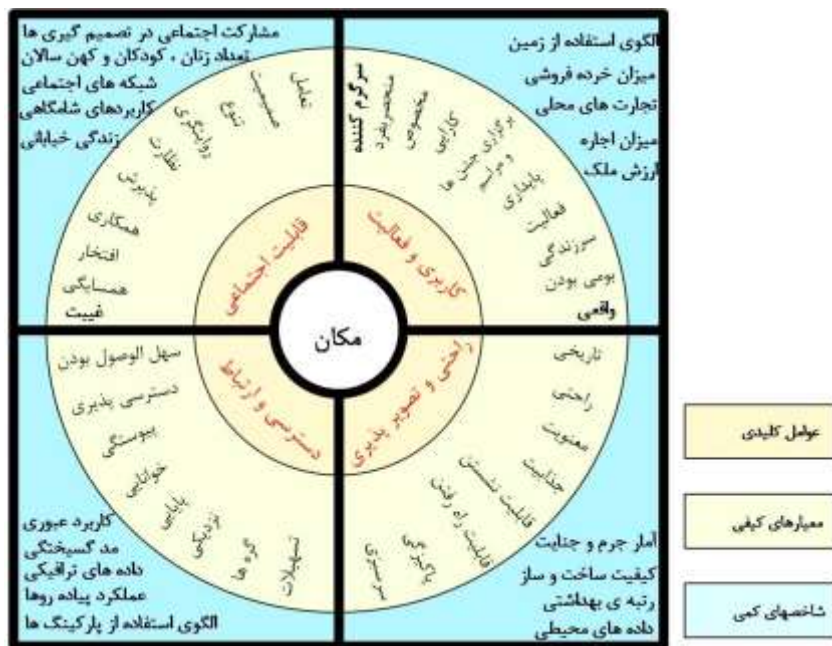 مشارکت اجتماعی در تصمیم گیری ها
تعداد زنان ، کودکان و کهن سالان
شبکه های اجتماعی
کاربردهای شامگاهی
زندگی خیابانی
الگوی استفاده از زمین
میزان خرده فروشی
تجارت های محلی
میزان اجاره
ارزش ملک
تعامل
صمیمیت
تنوع
روایتگری
نظارت
پذیرش
همکاری
افتخار
همسایگی
غیبت
سرگرم کننده
منحصربفرد
مخصوص
کارایی
برگزاری جشن ها
و مراسم
پایداری
فعالیت
سرزندگی
بومی بودن
واقعی
قابلیت اجتماعی
کاربری و فعالیت
مکان
دسترسی و ارتباط
راحتی و تصویر پذیری
سهل الوصول بودن
دسترسی پذیری
پیوستگی
خوانایی
پایایی
نزدیکی
گره ها
تسهیلات
تاریخی
راحتی
معنویت
جذابیت
قابلیت نشستن
قابلیت راه رفتن
پاکیزگی
سرسبزی
کاربرد عبوری
مد گسیختگی
داده های ترافیکی
عملکرد پیاده روها
الگوی استفاده از پارکینگ ها
آمار جرم و جنایت
کیفیت ساخت و ساز
رتبه ی بهداشتی
داده های محیطی
عوامل کلیدی
معیارهای کیفی
شاخصهای کمی